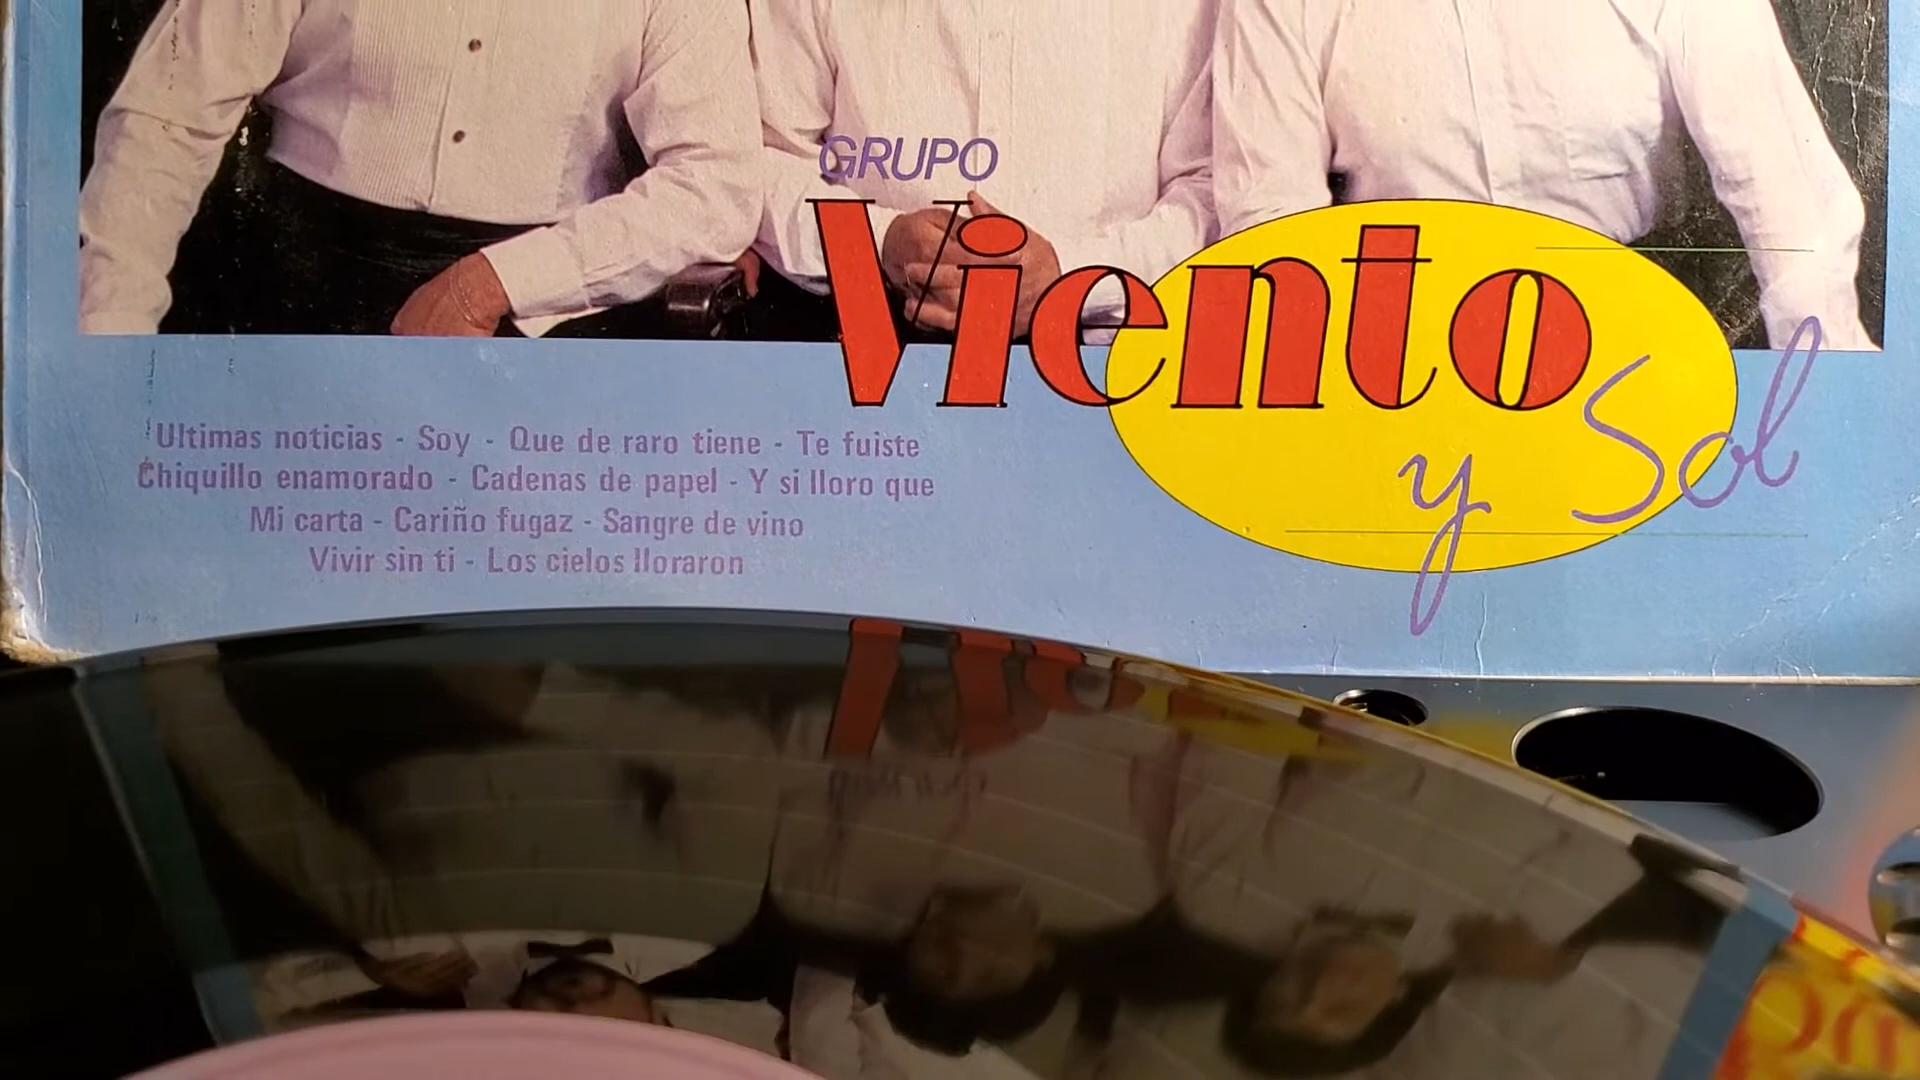 GRUPO
Viento
y Sol
Ultimas noticias - Soy - Que de raro tiene - Te fuiste
Chiquillo enamorado - Cadenas de papel - Y si lloro que
Mi carta - Cariño fugaz - Sangre de vino
Vivir sin ti - Los cielos lloraron